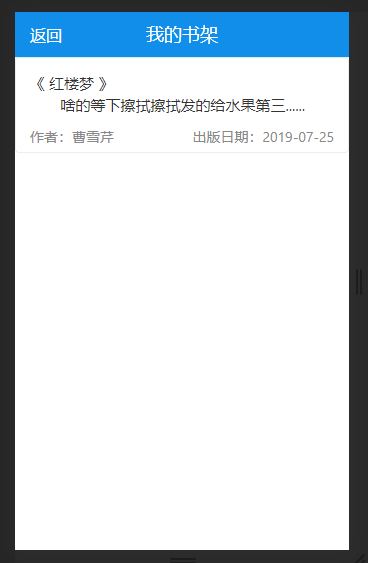 返回 我的书架
《 红楼梦 》
啥的等下擦拭擦拭发的给水果第三......
作者：曹雪芹 出版日期：2019-07-25